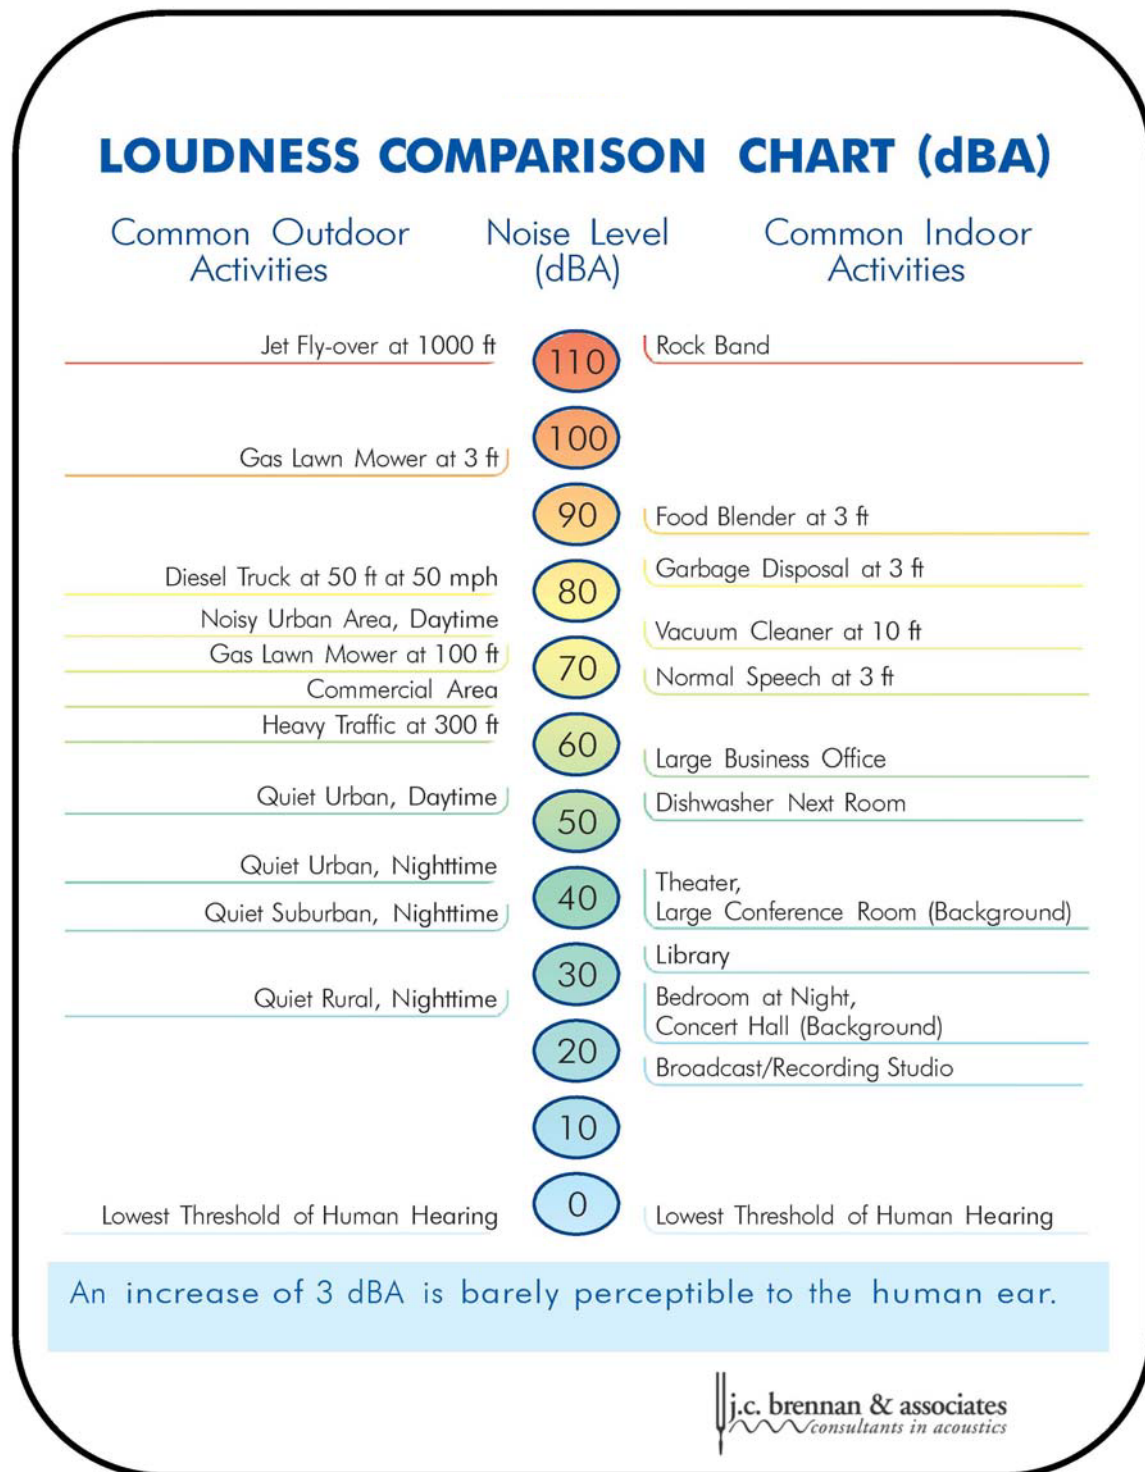 LOUDNESS COMPARISON CHART (dBA)
Common Outdoor
Activities
Noise Level
(dBA)
Common Indoor
Activities
Jet Fly-over at 1000 ft
110
Rock Band
100
Gas Lawn Mower at 3 ft
90
Food Blender at 3 ft
Diesel Truck at 50 ft at 50 mph
80
Garbage Disposal at 3 ft
Noisy Urban Area, Daytime
Vacuum Cleaner at 10 ft
Gas Lawn Mower at 100 ft
70
Normal Speech at 3 ft
Commercial Area
Heavy Traffic at 300 ft
60
Large Business Office
Quiet Urban, Daytime
50
Dishwasher Next Room
Quiet Urban, Nighttime
40
Theater,
Large Conference Room (Background)
Quiet Suburban, Nighttime
Library
30
Quiet Rural, Nighttime
Bedroom at Night,
Concert Hall (Background)
20
Broadcast/Recording Studio
10
Lowest Threshold of Human Hearing
0
Lowest Threshold of Human Hearing
An increase of 3 dBA is barely perceptible to the human ear.
j.c. brennan & associates
consultants in acoustics